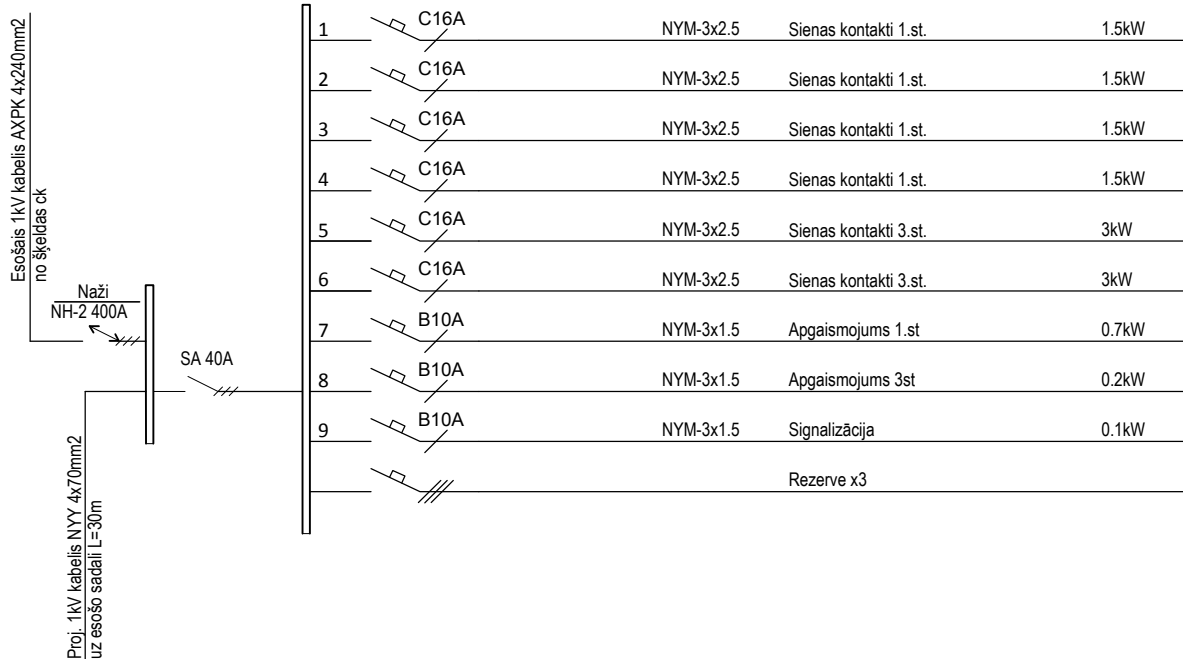 Esošais 1kV kabelis AXPK 4x240mm2
no šķeldas ck
Naži
NH-2 400A
SA 40A
Proj. 1kV kabelis NYY 4x70mm2
uz esošo sadali L=30m
1 C16A NYM-3x2.5 Sienas kontakti 1.st. 1.5kW
2 C16A NYM-3x2.5 Sienas kontakti 1.st. 1.5kW
3 C16A NYM-3x2.5 Sienas kontakti 1.st. 1.5kW
4 C16A NYM-3x2.5 Sienas kontakti 1.st. 1.5kW
5 C16A NYM-3x2.5 Sienas kontakti 3.st. 3kW
6 C16A NYM-3x2.5 Sienas kontakti 3.st. 3kW
7 B10A NYM-3x1.5 Apgaismojums 1.st 0.7kW
8 B10A NYM-3x1.5 Apgaismojums 3st 0.2kW
9 B10A NYM-3x1.5 Signalizācija 0.1kW
Rezerve x3